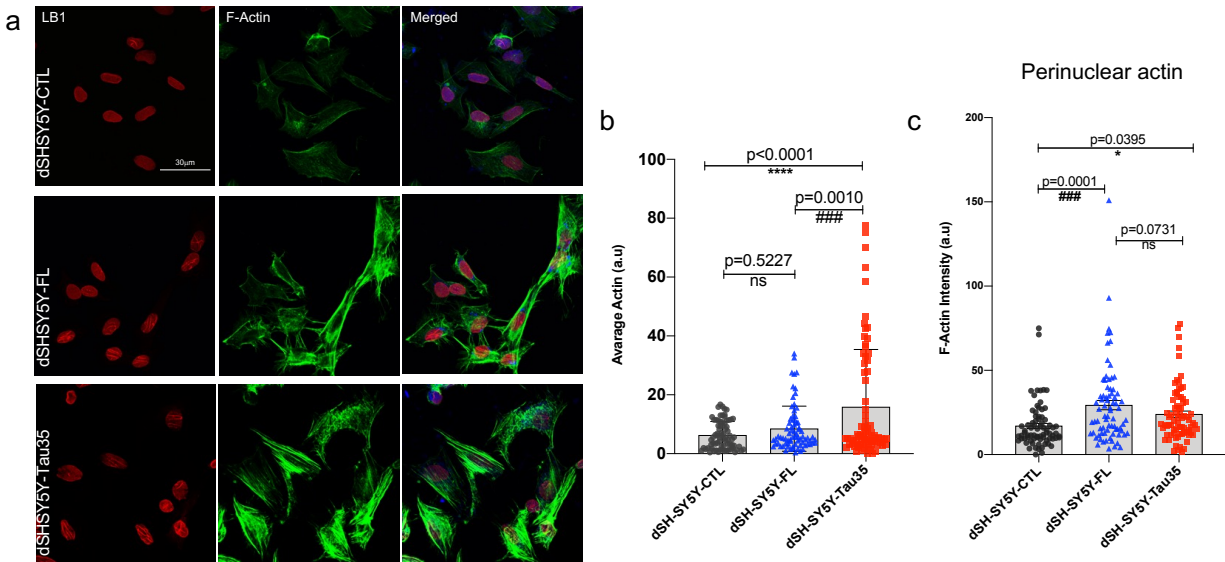 a
LB1
F-Actin
Merged
dSHSY5Y-CTL
30µm
dSHSY5Y-FL
dSHSY5Y-Tau35
b
Avarage Actin (a.u)
100
80
60
40
20
0
p<0.0001
****
p=0.0010
###
p=0.5227
ns
dSH-SY5Y-CTL
dSH-SY5Y-FL
dSH-SY5Y-Tau35
Perinuclear actin
c
F-Actin Intensity (a.u)
200
150
100
50
0
p=0.0395
*
p=0.0001
###
p=0.0731
ns
dSH-SY5Y-CTL
dSH-SY5Y-FL
dSH-SY5Y-Tau35